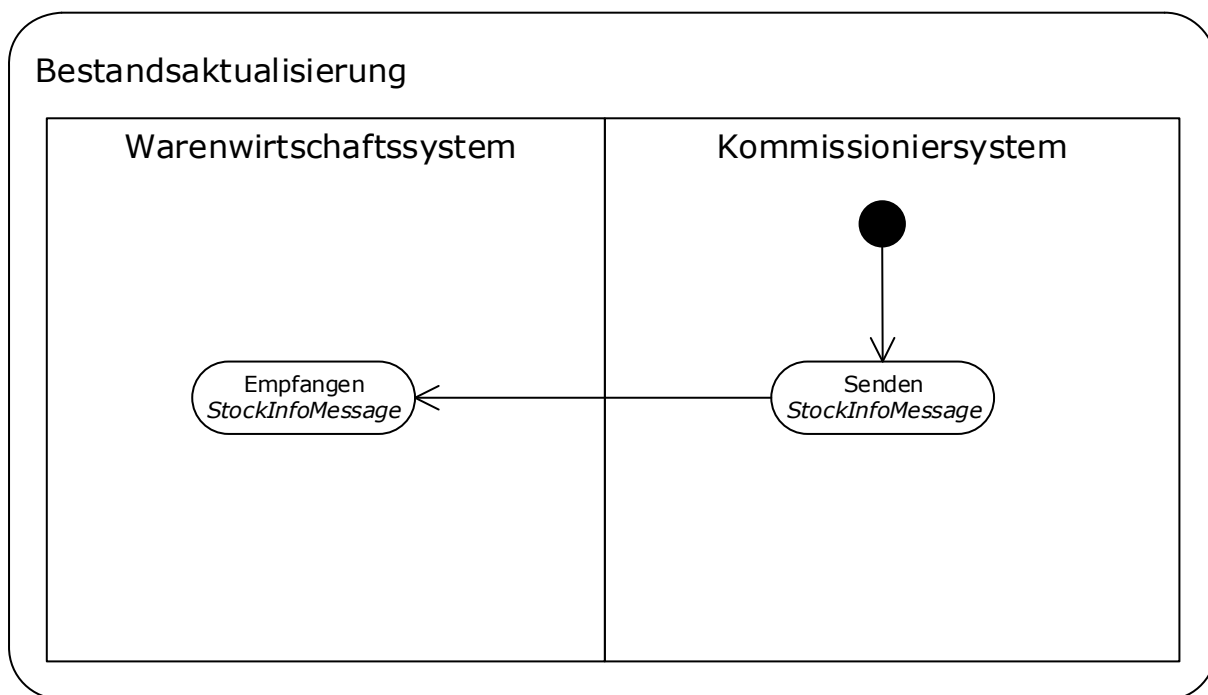 Bestandsaktualisierung
Warenwirtschaftssystem
Kommissioniersystem
Empfangen
StockInfoMessage
Senden
StockInfoMessage